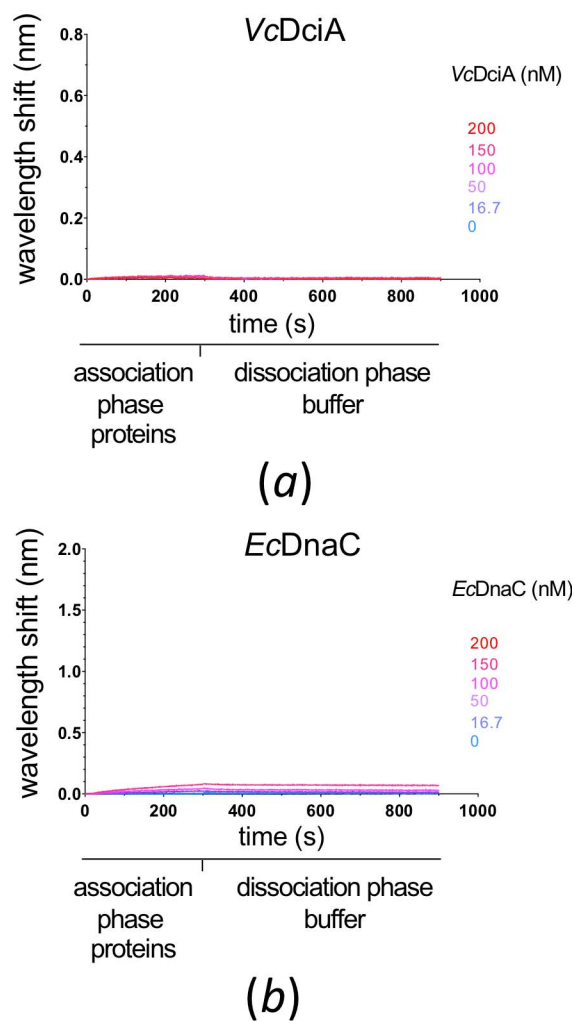 VcDciA
wavelength shift (nm)
0.8
0.6
0.4
0.2
0.0
0 200 400 600 800 1000
time (s)
VcDciA (nM)
200
150
100
50
16.7
0
association phase proteins
dissociation phase buffer
(a)
EcDnaC
wavelength shift (nm)
2.0
1.5
1.0
0.5
0.0
0 200 400 600 800 1000
time (s)
EcDnaC (nM)
200
150
100
50
16.7
0
association phase proteins
dissociation phase buffer
(b)